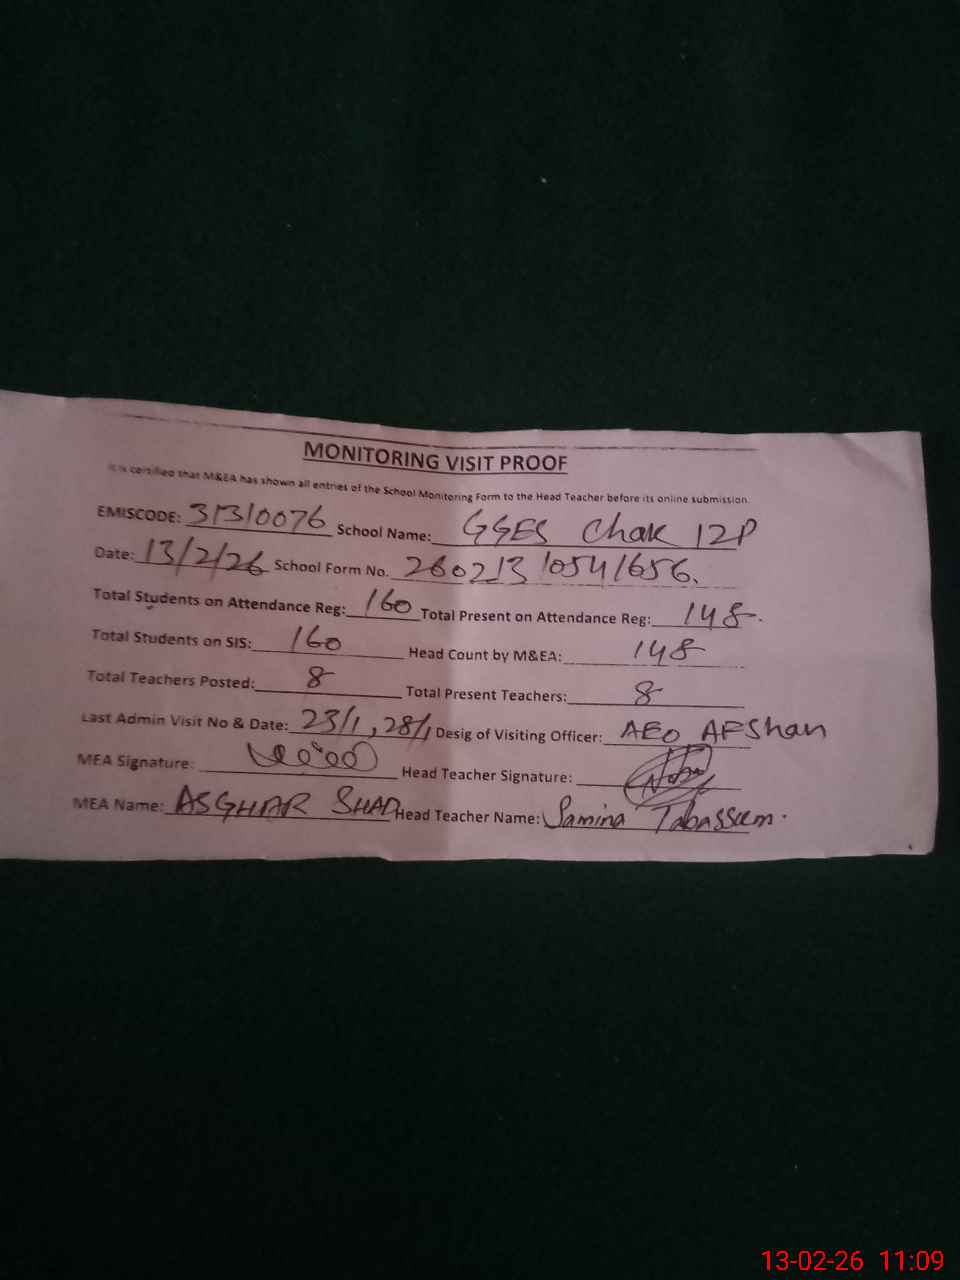 MONITORING VISIT PROOF
It is certified that M&EA has shown all entries of the School Monitoring Form to the Head Teacher before its online submission.
EMISCODE: 31310076 School Name: GGES Chak 12P
Date: 13/2/26 School Form No. 260213 1054 1656.
Total Students on Attendance Reg: 160 Total Present on Attendance Reg: 148.
Total Students on SIS: 160 Head Count by M&EA: 148
Total Teachers Posted: 8 Total Present Teachers: 8
Last Admin Visit No & Date: 23/1, 28/1 Desig of Visiting Officer: AEO AFShan
MEA Signature: Head Teacher Signature:
MEA Name: ASGHAR SHAD Head Teacher Name: Samina Tabassum.
13-02-26 11:09